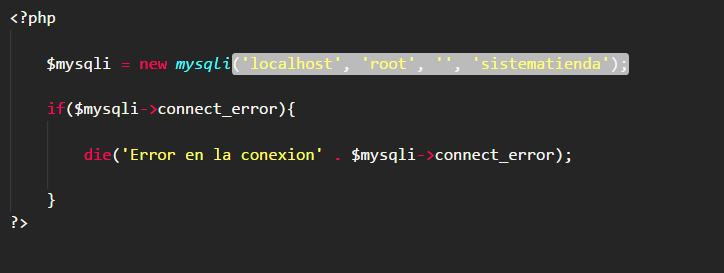 <?php
$mysqli = new mysqli('localhost', 'root', '', 'sistematienda');
if($mysqli->connect_error){
die('Error en la conexion' . $mysqli->connect_error);
}
?>